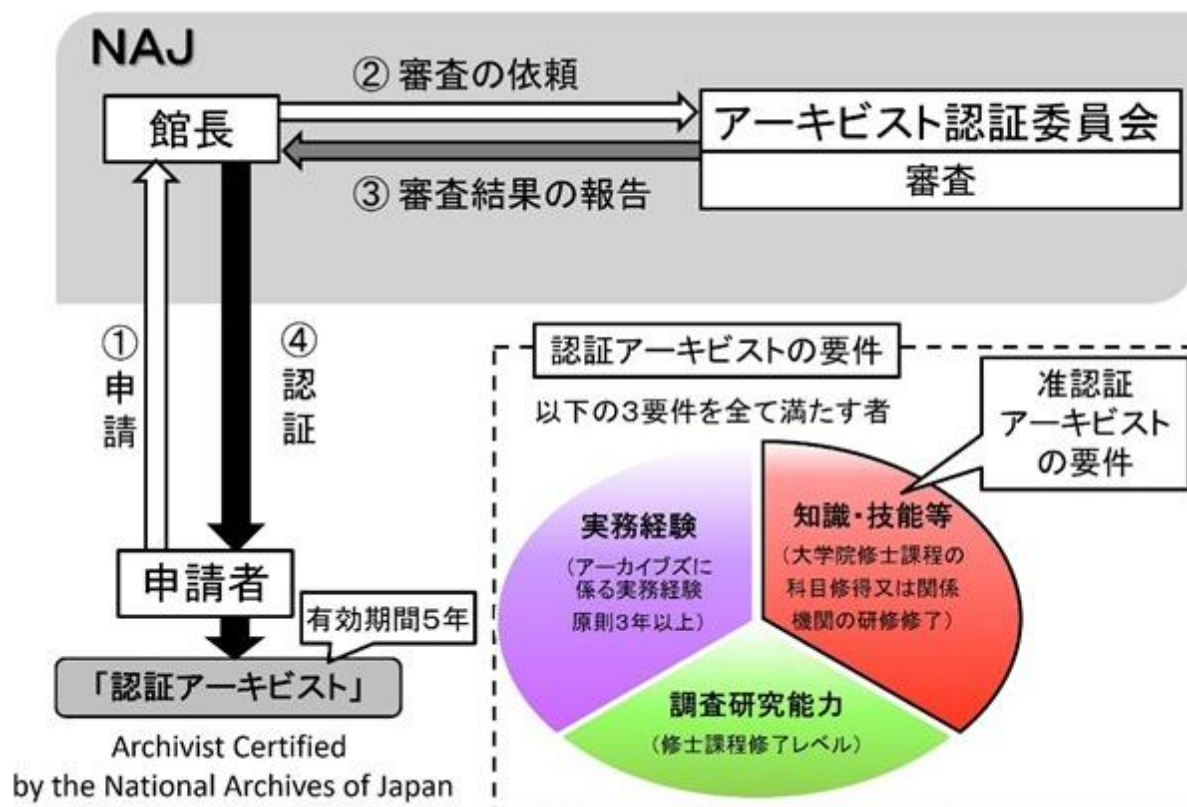 NAJ
② 審査の依頼
館長
アーキビスト認証委員会
審査
③ 審査結果の報告
①申請
④認証
申請者
有効期間5年
「認証アーキビスト」
Archivist Certified
by the National Archives of Japan
認証アーキビストの要件
以下の3要件を全て満たす者
准認証
アーキビスト
の要件
実務経験
(アーカイブズに
係る実務経験
原則3年以上)
知識・技能等
(大学院修士課程の
科目修得又は関係
機関の研修修了)
調査研究能力
(修士課程修了レベル)